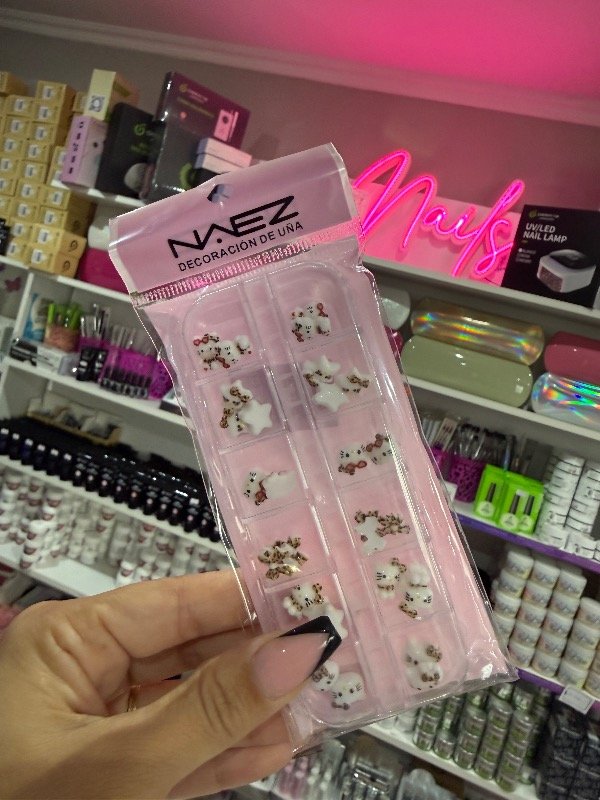 NAEZ
DECORACIÓN DE UÑA
Nails
UV/LED
NAIL LAMP